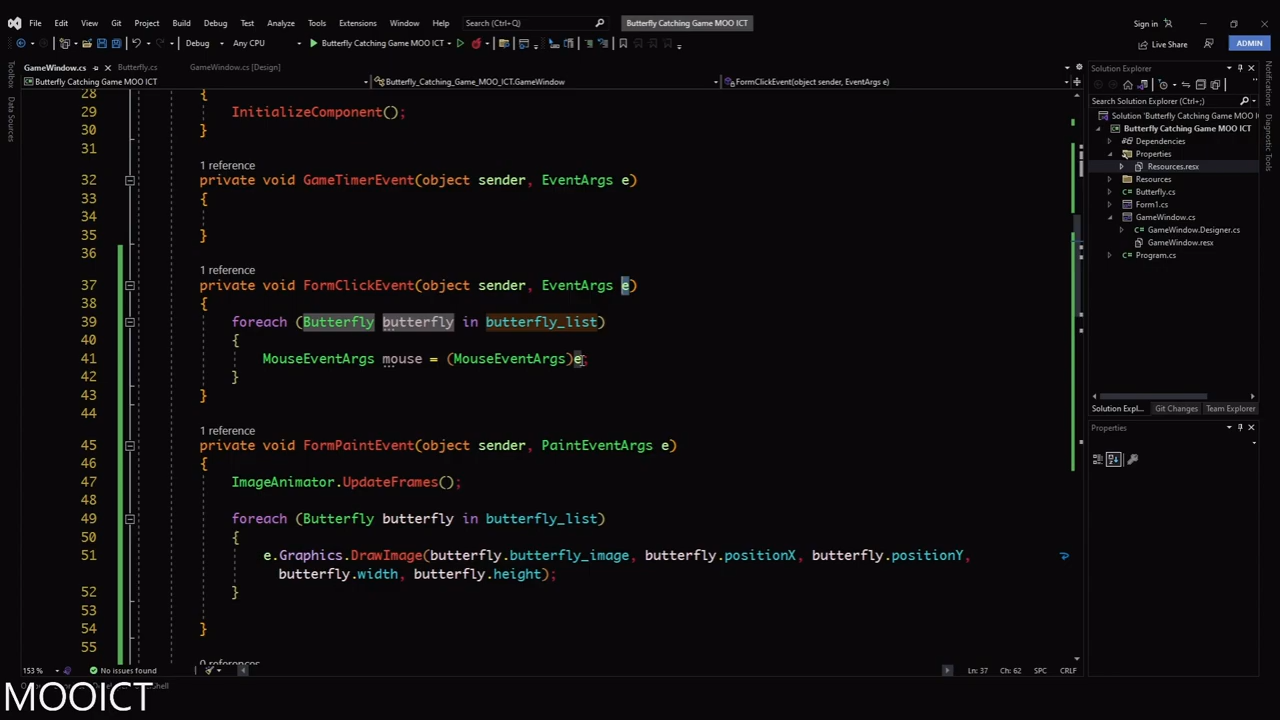 File Edit View Git Project Build Debug Test Analyze Tools Extensions Window Help Search (Ctrl+Q) Butterfly Catching Game MOO ICT Sign in
Debug Any CPU Butterfly Catching Game MOO ICT Live Share ADMIN
GameWindow.cs Butterfly.cs GameWindow.cs [Design]
Butterfly Catching Game MOO ICT Butterfly_Catching_Game_MOO_ICT.GameWindow FormClickEvent(object sender, EventArgs e)
Toolbox
Data Sources
28 {
29 InitializeComponent();
30 }
31
1 reference
32 private void GameTimerEvent(object sender, EventArgs e)
33 {
34
35 }
36
1 reference
37 private void FormClickEvent(object sender, EventArgs e)
38 {
39 foreach (Butterfly butterfly in butterfly_list)
40 {
41 MouseEventArgs mouse = (MouseEventArgs)e;
42 }
43 }
44
1 reference
45 private void FormPaintEvent(object sender, PaintEventArgs e)
46 {
47 ImageAnimator.UpdateFrames();
48
49 foreach (Butterfly butterfly in butterfly_list)
50 {
51 e.Graphics.DrawImage(butterfly.butterfly_image, butterfly.positionX, butterfly.positionY,
butterfly.width, butterfly.height);
52 }
53
54 }
55
0 references
153 % No issues found Ln: 37 Ch: 62 SPC CRLF
Solution Explorer
Search Solution Explorer (Ctrl+;)
Solution 'Butterfly Catching Game MOO ICT
Butterfly Catching Game MOO ICT
Dependencies
Properties
Resources.resx
Resources
Butterfly.cs
Form1.cs
GameWindow.cs
GameWindow.Designer.cs
GameWindow.resx
Program.cs
Solution Expl... Git Changes Team Explorer
Properties
Notifications
Diagnostic Tools
MOOICT